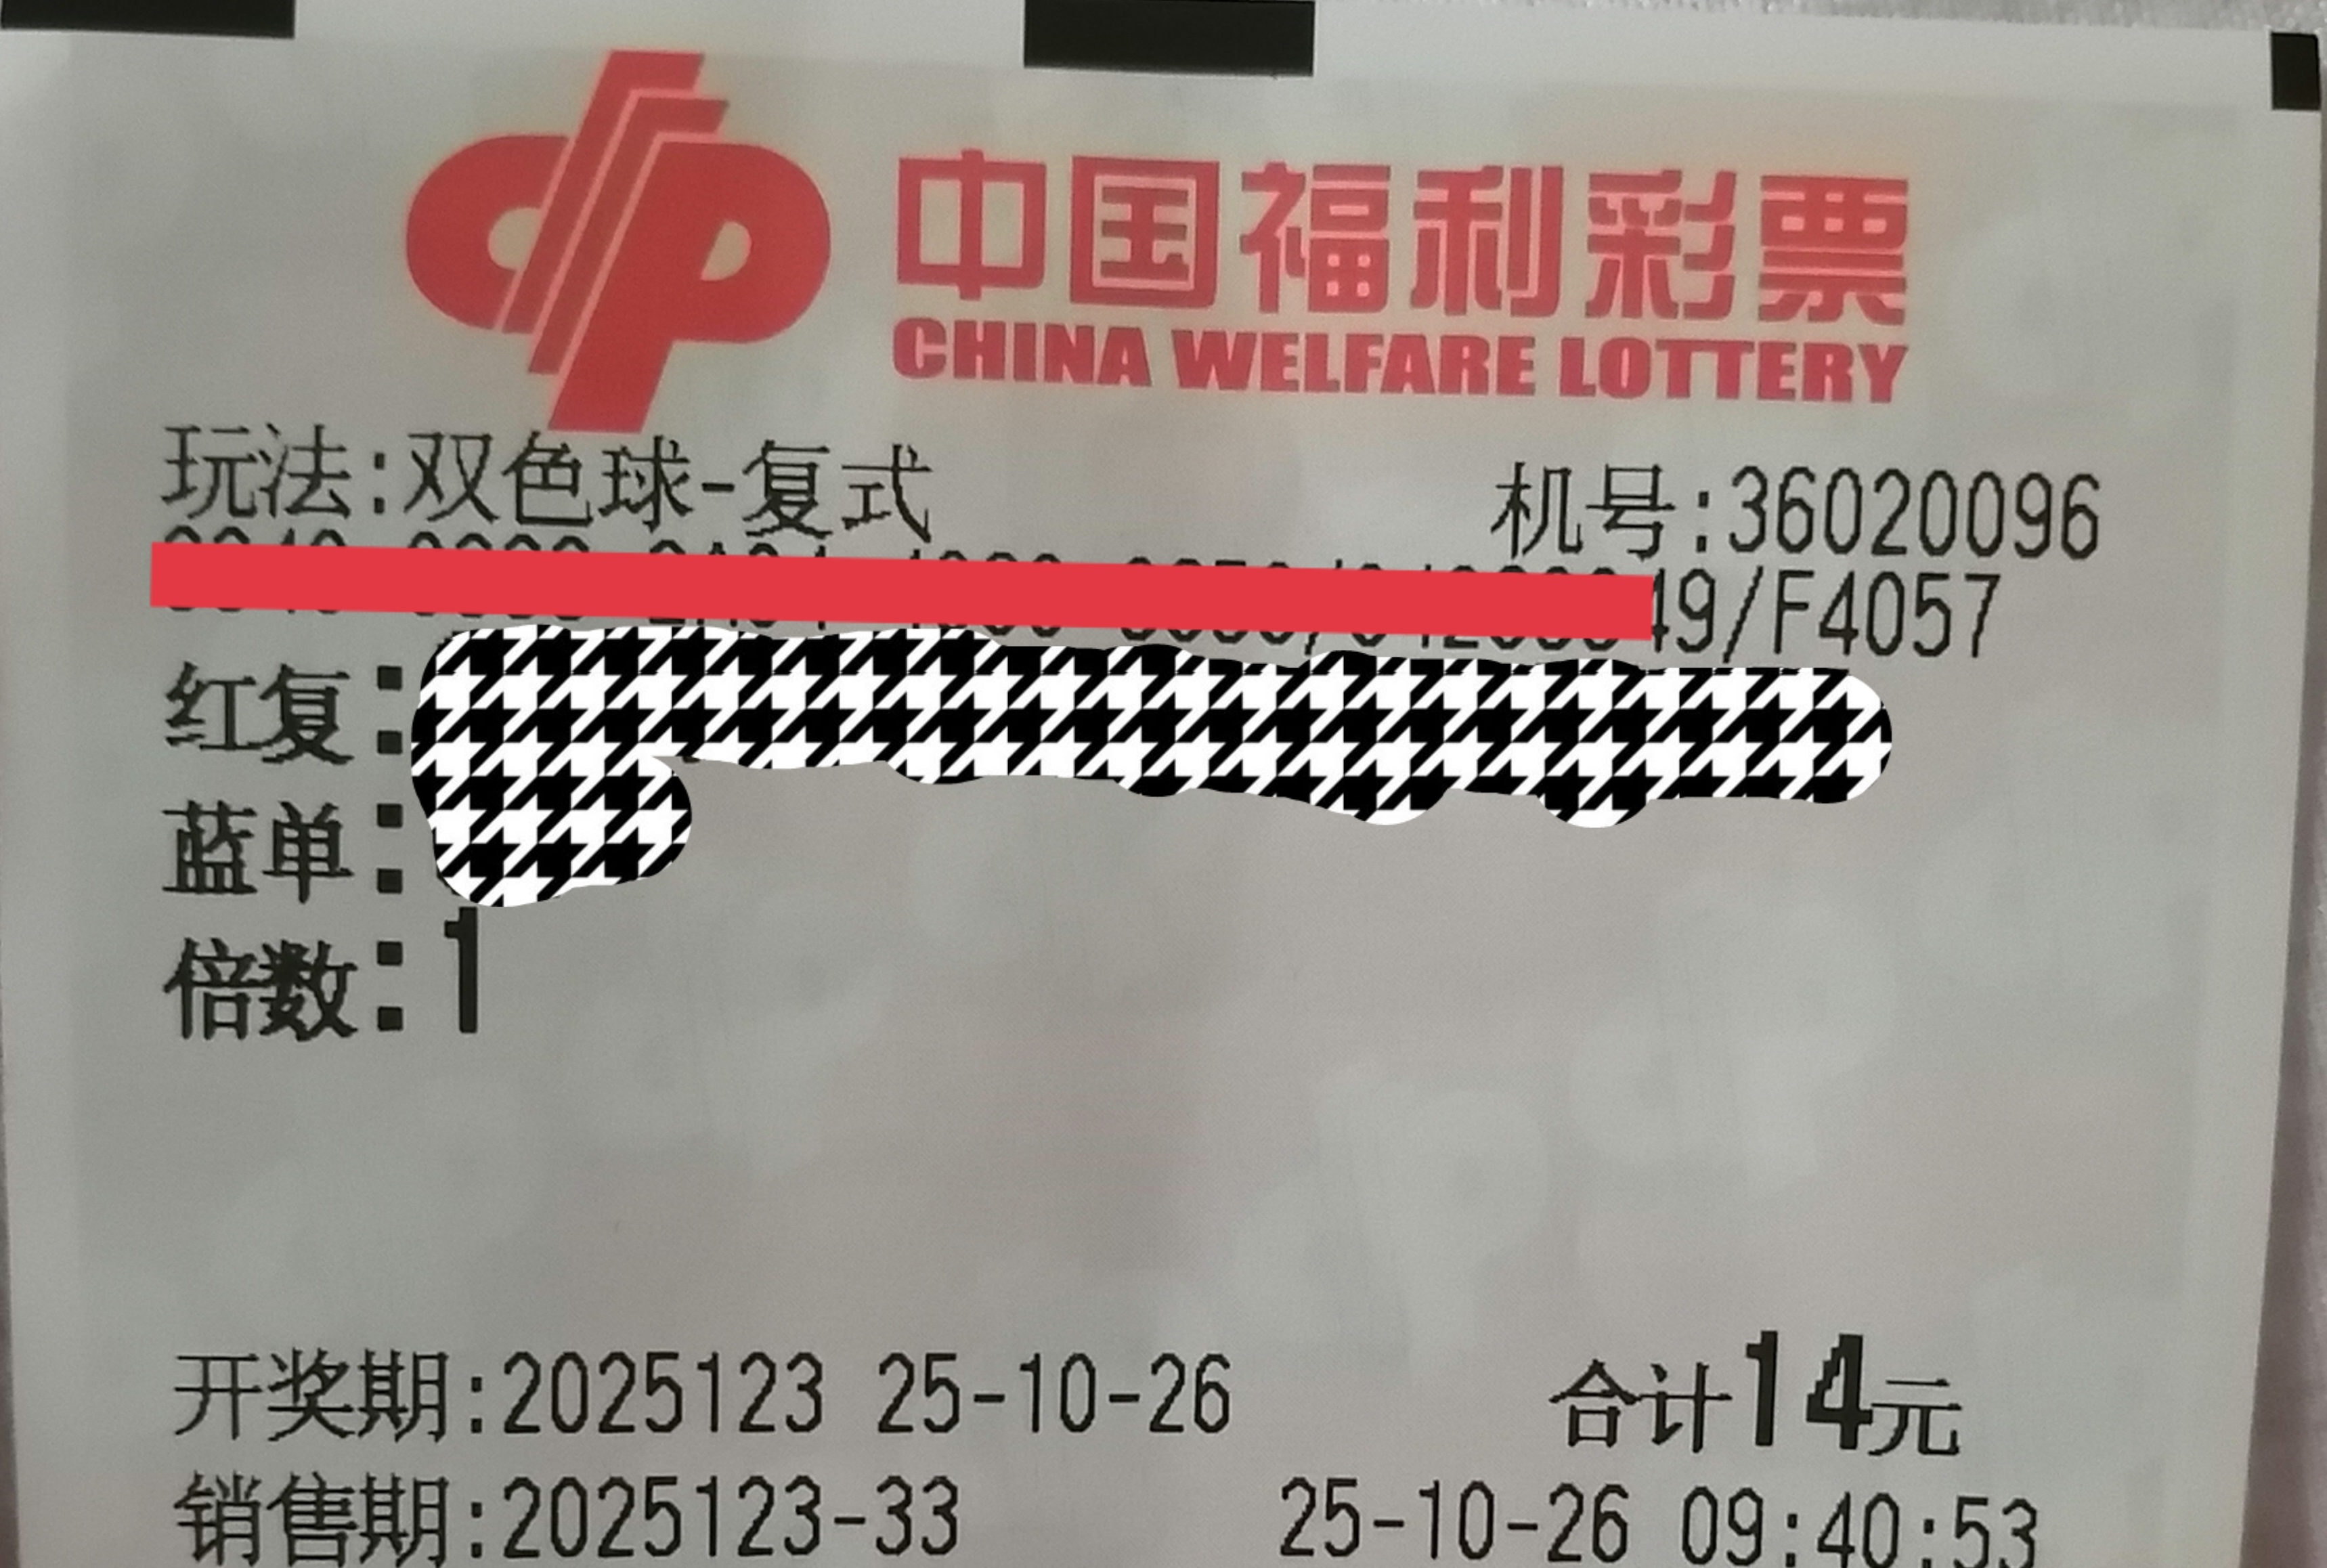 中国福利彩票
CHINA WELFARE LOTTERY
玩法:双色球-复式 机号:36020096
49/F4057
红复:
蓝单:
倍数:1
开奖期:2025123 25-10-26 合计14元
销售期:2025123-33 25-10-26 09:40:53